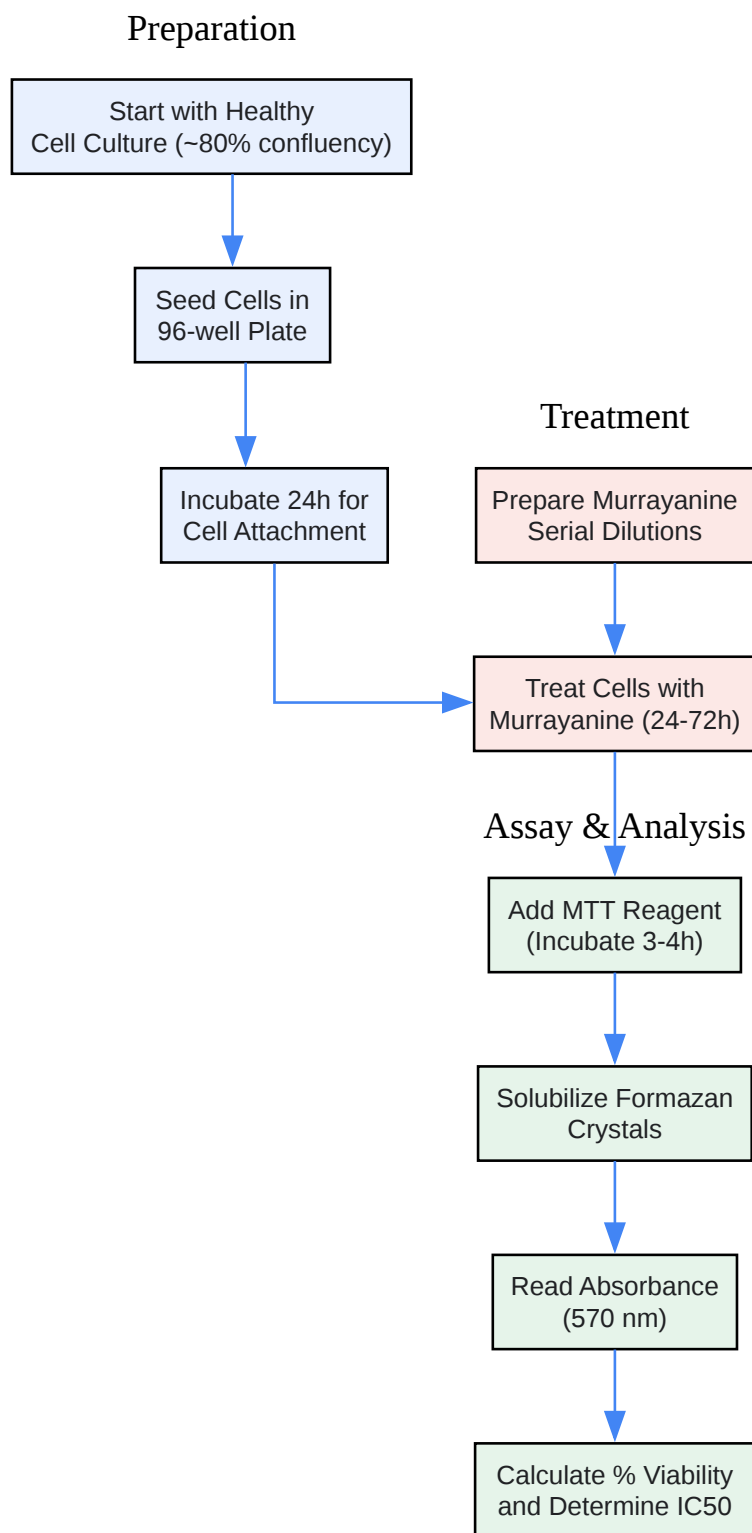 Preparation
Start with Healthy
Cell Culture (~80% confluency)
Seed Cells in
96-well Plate
Incubate 24h for
Cell Attachment
Treatment
Prepare Murrayanine
Serial Dilutions
Treat Cells with
Murrayanine (24-72h)
Assay & Analysis
Add MTT Reagent
(Incubate 3-4h)
Solubilize Formazan
Crystals
Read Absorbance
(570 nm)
Calculate % Viability
and Determine IC50